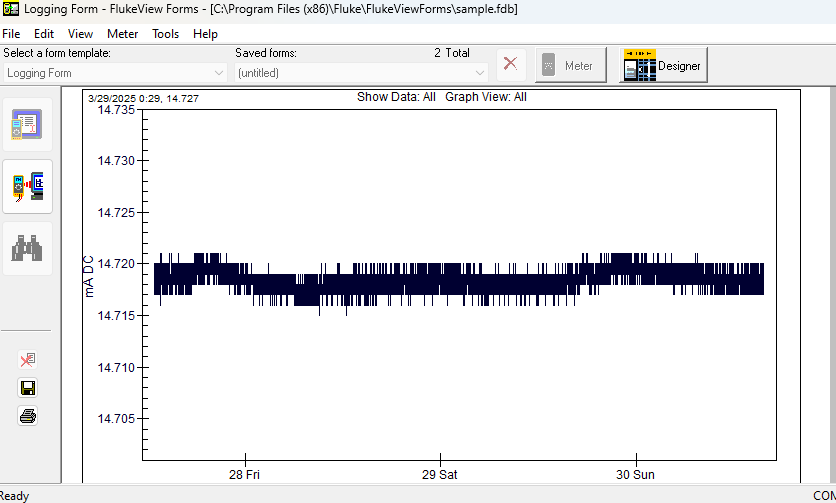 Logging Form - FlukeView Forms - [C:\Program Files (x86)\Fluke\FlukeViewForms\sample.fdb]
File Edit View Meter Tools Help
Select a form template: Saved forms: 2 Total
Logging Form (untitled) Meter Designer
3/29/2025 0:29, 14.727 Show Data: All Graph View: All
14.735
14.730
14.725
14.720
mA DC
14.715
14.710
14.705
28 Fri 29 Sat 30 Sun
Ready COM